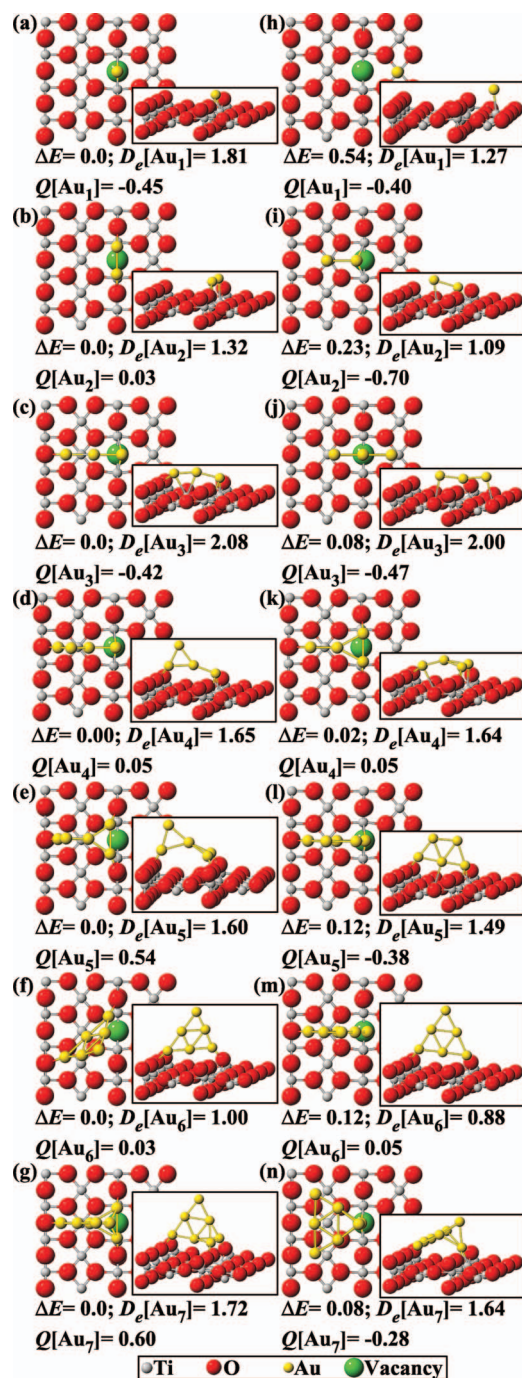 (a)
ΔE= 0.0; De[Au1]= 1.81
Q[Au1]= -0.45
(h)
ΔE= 0.54; De[Au1]= 1.27
Q[Au1]= -0.40
(b)
ΔE= 0.0; De[Au2]= 1.32
Q[Au2]= 0.03
(i)
ΔE= 0.23; De[Au2]= 1.09
Q[Au2]= -0.70
(c)
ΔE= 0.0; De[Au3]= 2.08
Q[Au3]= -0.42
(j)
ΔE= 0.08; De[Au3]= 2.00
Q[Au3]= -0.47
(d)
ΔE= 0.00; De[Au4]= 1.65
Q[Au4]= 0.05
(k)
ΔE= 0.02; De[Au4]= 1.64
Q[Au4]= 0.05
(e)
ΔE= 0.0; De[Au5]= 1.60
Q[Au5]= 0.54
(l)
ΔE= 0.12; De[Au5]= 1.49
Q[Au5]= -0.38
(f)
ΔE= 0.0; De[Au6]= 1.00
Q[Au6]= 0.03
(m)
ΔE= 0.12; De[Au6]= 0.88
Q[Au6]= 0.05
(g)
ΔE= 0.0; De[Au7]= 1.72
Q[Au7]= 0.60
(n)
ΔE= 0.08; De[Au7]= 1.64
Q[Au7]= -0.28
Ti O Au Vacancy